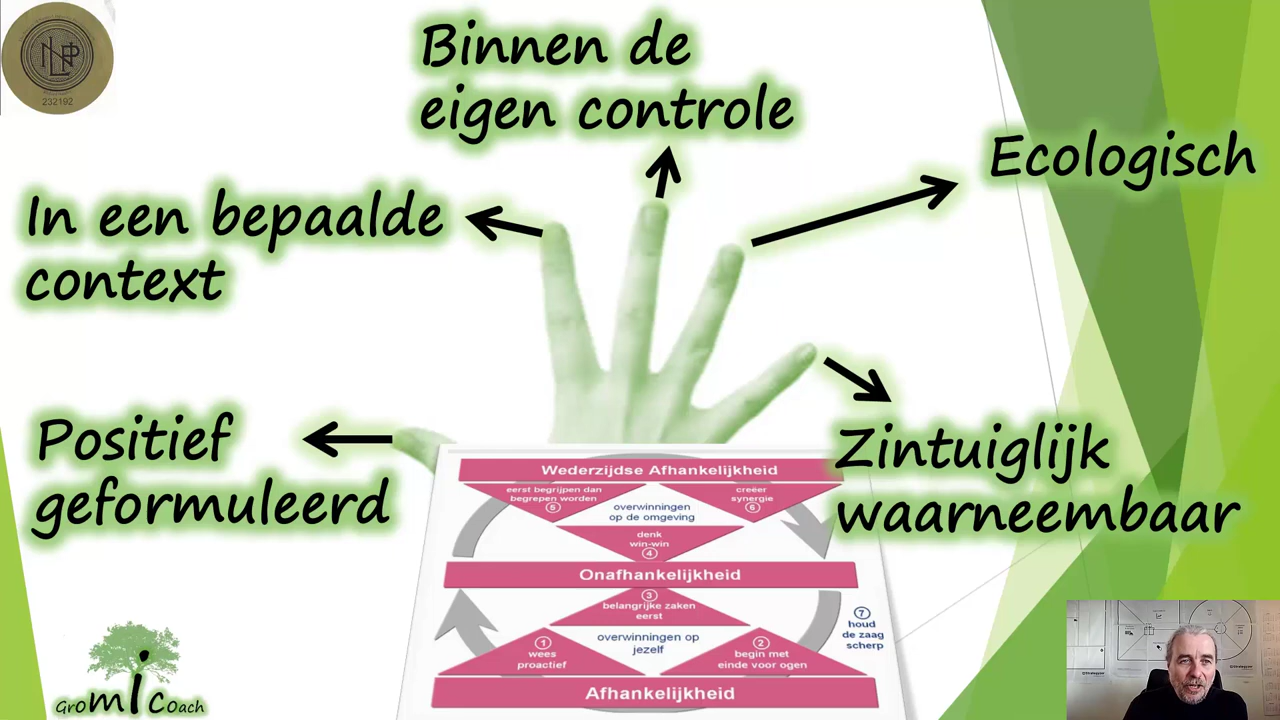 NLP
232192
Binnen de
eigen controle
Ecologisch
In een bepaalde
context
Positief
geformuleerd
Zintuiglijk
waarneembaar
Wederzijdse Afhankelijkheid
eerst begrijpen dan
begrepen worden
5
creëer
synergie
6
overwinningen
op de omgeving
denk
win-win
4
Onafhankelijkheid
3
belangrijke zaken
eerst
1
wees
proactief
overwinningen op
jezelf
2
begin met
einde voor ogen
7
houd
de zaag
scherp
Afhankelijkheid
GromiCoach